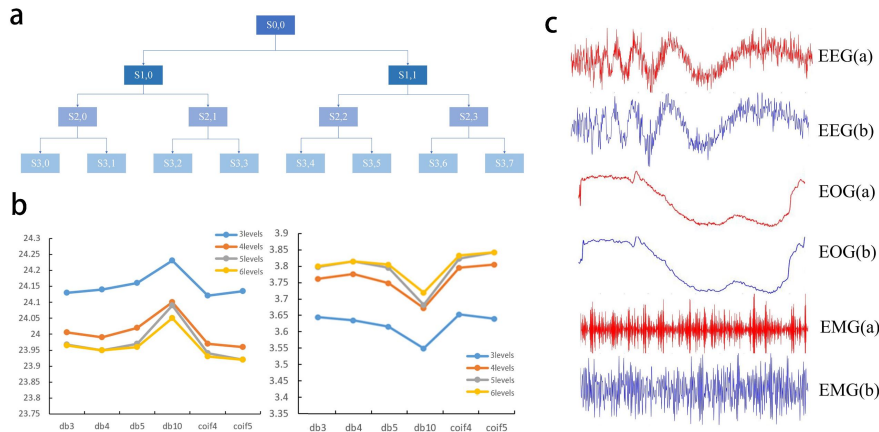 a
S0,0
S1,0
S1,1
S2,0
S2,1
S2,2
S2,3
S3,0
S3,1
S3,2
S3,3
S3,4
S3,5
S3,6
S3,7
b
24.3
24.25
24.2
24.15
24.1
24.05
24
23.95
23.9
23.85
23.8
23.75
3levels
4levels
5levels
6levels
db3 db4 db5 db10 coif4 coif5
3.9
3.85
3.8
3.75
3.7
3.65
3.6
3.55
3.5
3.45
3.4
3.35
3levels
4levels
5levels
6levels
db3 db4 db5 db10 coif4 coif5
c
EEG(a)
EEG(b)
EOG(a)
EOG(b)
EMG(a)
EMG(b)